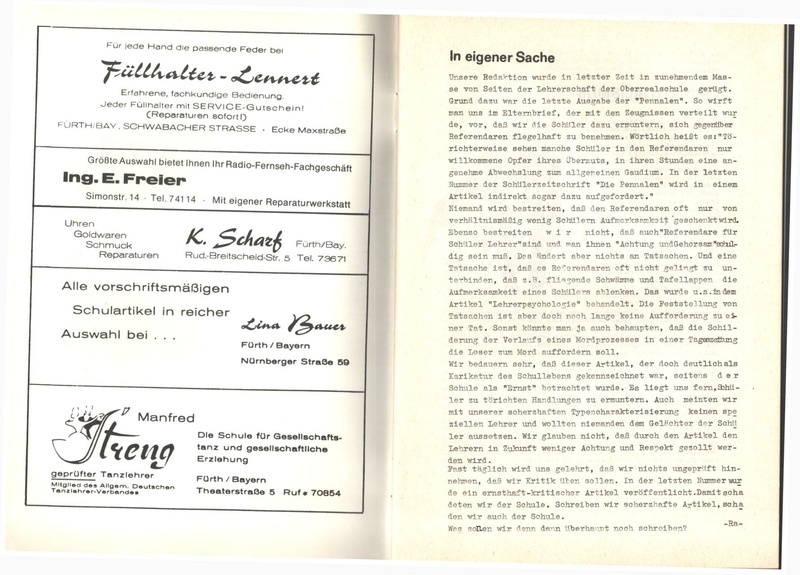 Für jede Hand die passende Feder bei
Füllhalter-Lennert
Erfahrene, fachkundige Bedienung.
Jeder Füllhalter mit SERVICE-Gutschein!
(Reparaturen sofort!)
FÜRTH/BAY. SCHWABACHER STRASSE · Ecke Maxstraße
Größte Auswahl bietet Ihnen Ihr Radio-Fernseh-Fachgeschäft
Ing. E. Freier
Simonstr. 14 · Tel. 74114 · Mit eigener Reparaturwerkstatt
Uhren
Goldwaren
Schmuck
Reparaturen
K. Scharf Fürth/Bay.
Rud.-Breitscheid-Str. 5 Tel. 73671
Alle vorschriftsmäßigen
Schulartikel in reicher
Auswahl bei . . .
Lina Bauer
Fürth / Bayern
Nürnberger Straße 59
Manfred
Streng
geprüfter Tanzlehrer
Mitglied des Allgem. Deutschen
Tanzlehrer-Verbandes
Die Schule für Gesellschafts-
tanz und gesellschaftliche
Erziehung
Fürth / Bayern
Theaterstraße 5 Ruf * 70854
In eigener Sache
Unsere Redaktion wurde in letzter Zeit in zunehmendem Mas-
se von Seiten der Lehrerschaft der Oberrealschule gerügt.
Grund dazu war die letzte Ausgabe der "Pennalen". So wirft
man uns im Elternbrief, der mit den Zeugnissen verteilt wur
de, vor, daß wir die Schüler dazu ermuntern, sich gegenüber
Referendaren flegelhaft zu benehmen. Wörtlich heißt es:"Tö-
richterweise sehen manche Schüler in den Referendaren nur
willkommene Opfer ihres Übermuts, in ihren Stunden eine an-
genehme Abwechslung zum allgemeinen Gaudium. In der letzten
Nummer der Schülerzeitschrift "Die Pennalen" wird in einem
Artikel indirekt sogar dazu aufgefordert."
Niemand wird bestreiten, daß den Referendaren oft nur von
verhältnismäßig wenig Schülern Aufmerksamkeit geschenkt wird.
Ebenso bestreiten w i r nicht, daß auch"Referendare für
Schüler Lehrer"sind und man ihnen "Achtung undGehorsam"schul-
dig sein muß. Des ändert aber nichts an Tatsachen. Und eine
Tatsache ist, daß es Referendaren oft nicht gelingt zu un-
terbinden, daß z.B. fliegende Schwämme und Tafellappen die
Aufmerksamkeit eines Schülers ablenken. Das wurde u.a.indem
Artikel "Lehrerpsychologie" behandelt. Die Feststellung von
Tatsachen ist aber doch noch lange keine Aufforderung zu ei-
ner Tat. Sonst könnte man ja auch behaupten, daß die Schil-
derung der Verlaufs eines Mordprozesses in einer Tageszeitung
die Leser zum Mord auffordern soll.
Wir bedauern sehr, daß dieser Artikel, der doch deutlichals
Karikatur des Schullebens gekennzeichnet war, seitens d e r
Schule als "Ernst" betrachtet wurde. Es liegt uns fern,Schü-
ler zu törichten Handlungen zu ermuntern. Auch meinten wir
mit unserer scherzhaften Typencharakterisierung keinen spe
ziellen Lehrer und wollten niemanden dem Gelächter der Schü
ler aussetzen. Wir glauben nicht, daß durch den Artikel den
Lehrern in Zukunft weniger Achtung und Respekt gezollt wer-
den wird.
Fast täglich wird uns gelehrt, daß wir nichts ungeprüft hin-
nehmen, daß wir Kritik üben sollen. In der letzten Nummer wur
de ein ernsthaft-kritischer Artikel veröffentlicht.Damitscha
deten wir der Schule. Schreiben wir scherzhafte Artikel,scha
den wir auch der Schule.
Was sollen wir denn dann überhaupt noch schreiben? -Ra-